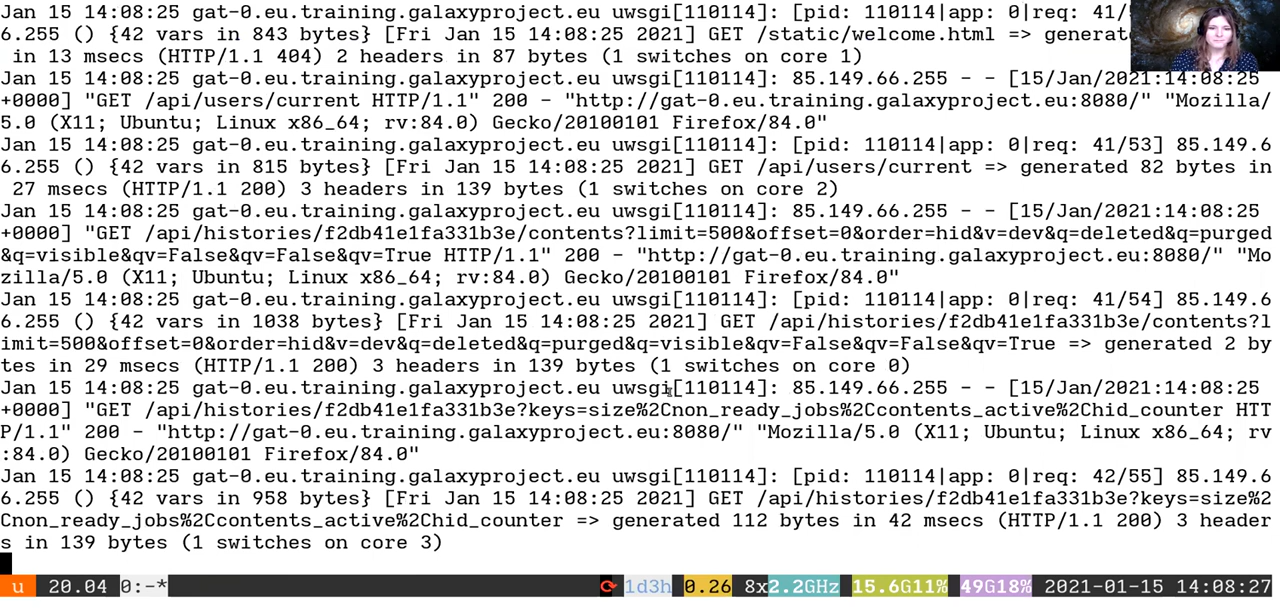 Jan 15 14:08:25 gat-0.eu.training.galaxyproject.eu uwsgi[110114]: [pid: 110114|app: 0|req: 41/
6.255 () {42 vars in 843 bytes} [Fri Jan 15 14:08:25 2021] GET /static/welcome.html => generat
 in 13 msecs (HTTP/1.1 404) 2 headers in 87 bytes (1 switches on core 1)
Jan 15 14:08:25 gat-0.eu.training.galaxyproject.eu uwsgi[110114]: 85.149.66.255 - - [15/Jan/2021:14:08:25
+0000] "GET /api/users/current HTTP/1.1" 200 - "http://gat-0.eu.training.galaxyproject.eu:8080/" "Mozilla/
5.0 (X11; Ubuntu; Linux x86_64; rv:84.0) Gecko/20100101 Firefox/84.0"
Jan 15 14:08:25 gat-0.eu.training.galaxyproject.eu uwsgi[110114]: [pid: 110114|app: 0|req: 41/53] 85.149.6
6.255 () {42 vars in 815 bytes} [Fri Jan 15 14:08:25 2021] GET /api/users/current => generated 82 bytes in
 27 msecs (HTTP/1.1 200) 3 headers in 139 bytes (1 switches on core 2)
Jan 15 14:08:25 gat-0.eu.training.galaxyproject.eu uwsgi[110114]: 85.149.66.255 - - [15/Jan/2021:14:08:25
+0000] "GET /api/histories/f2db41e1fa331b3e/contents?limit=500&offset=0&order=hid&v=dev&q=deleted&q=purged
&q=visible&qv=False&qv=False&qv=True HTTP/1.1" 200 - "http://gat-0.eu.training.galaxyproject.eu:8080/" "Mo
zilla/5.0 (X11; Ubuntu; Linux x86_64; rv:84.0) Gecko/20100101 Firefox/84.0"
Jan 15 14:08:25 gat-0.eu.training.galaxyproject.eu uwsgi[110114]: [pid: 110114|app: 0|req: 41/54] 85.149.6
6.255 () {42 vars in 1038 bytes} [Fri Jan 15 14:08:25 2021] GET /api/histories/f2db41e1fa331b3e/contents?l
imit=500&offset=0&order=hid&v=dev&q=deleted&q=purged&q=visible&qv=False&qv=False&qv=True => generated 2 by
tes in 29 msecs (HTTP/1.1 200) 3 headers in 139 bytes (1 switches on core 0)
Jan 15 14:08:25 gat-0.eu.training.galaxyproject.eu uwsgi[110114]: 85.149.66.255 - - [15/Jan/2021:14:08:25
+0000] "GET /api/histories/f2db41e1fa331b3e?keys=size%2Cnon_ready_jobs%2Ccontents_active%2Chid_counter HTT
P/1.1" 200 - "http://gat-0.eu.training.galaxyproject.eu:8080/" "Mozilla/5.0 (X11; Ubuntu; Linux x86_64; rv
:84.0) Gecko/20100101 Firefox/84.0"
Jan 15 14:08:25 gat-0.eu.training.galaxyproject.eu uwsgi[110114]: [pid: 110114|app: 0|req: 42/55] 85.149.6
6.255 () {42 vars in 958 bytes} [Fri Jan 15 14:08:25 2021] GET /api/histories/f2db41e1fa331b3e?keys=size%2
Cnon_ready_jobs%2Ccontents_active%2Chid_counter => generated 112 bytes in 42 msecs (HTTP/1.1 200) 3 header
s in 139 bytes (1 switches on core 3)
u 20.04 0:-* 1d3h 0.26 8x2.2GHz 15.6G11% 49G18% 2021-01-15 14:08:27